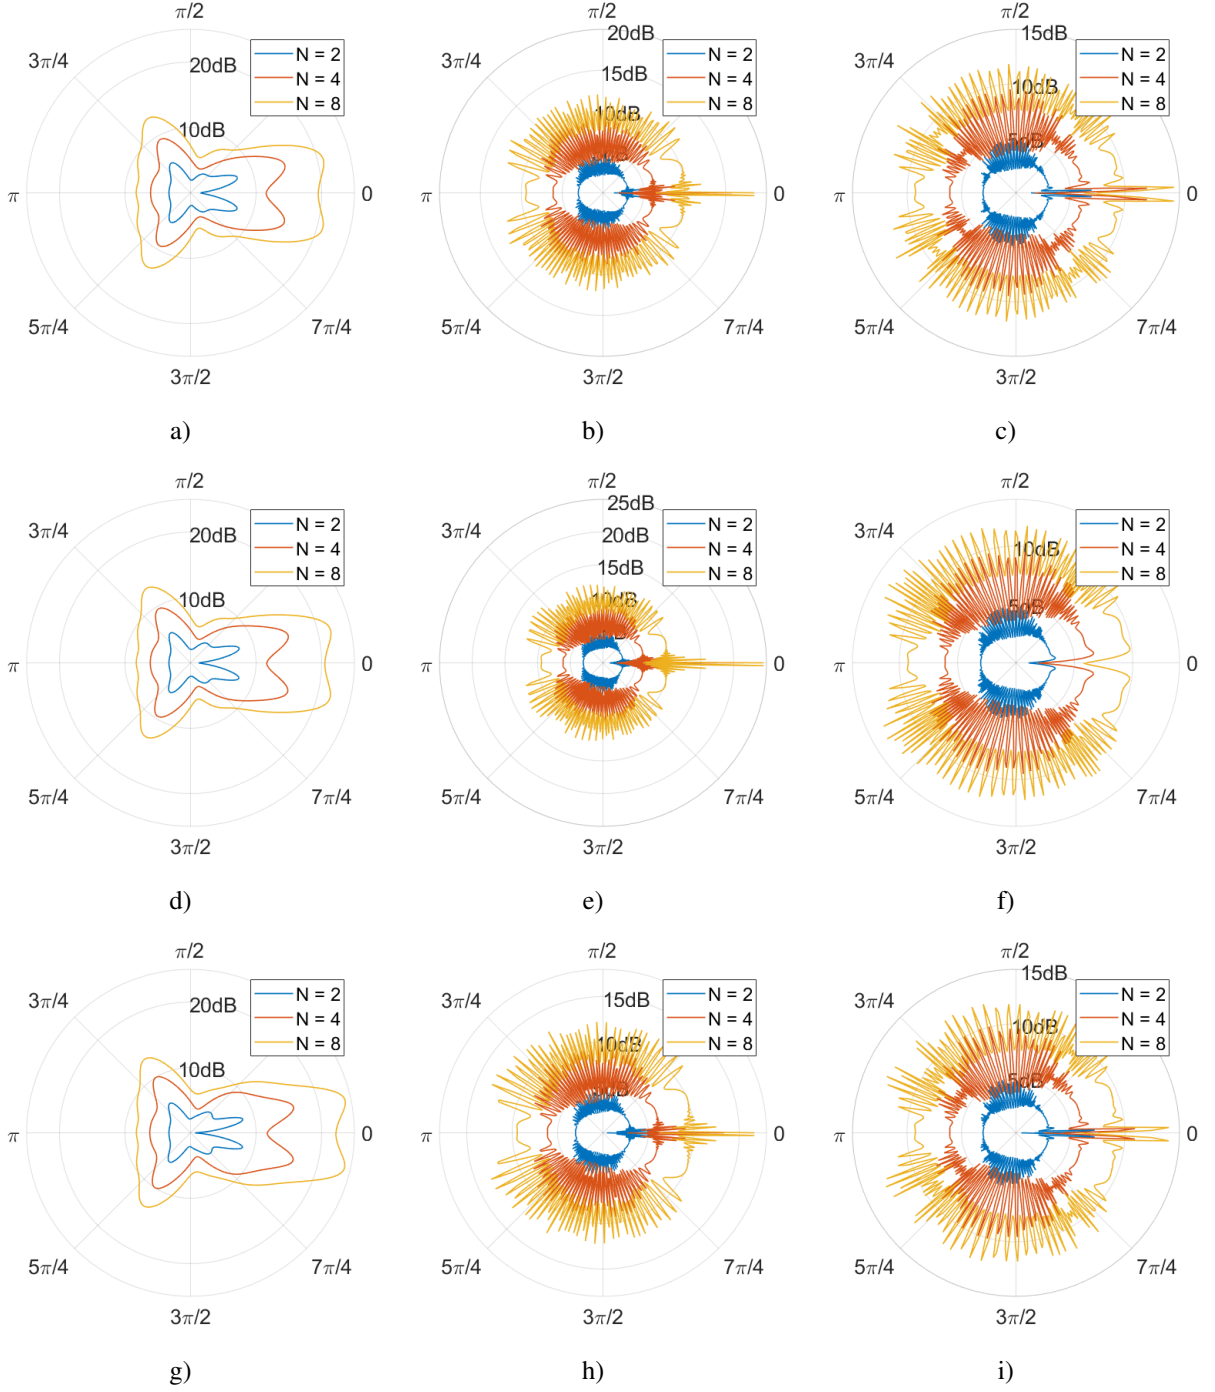 π/2
3π/4
20dB
10dB
π
0
5π/4
7π/4
3π/2
N = 2
N = 4
N = 8
a)
π/2
20dB
3π/4
15dB
10dB
π
0
5π/4
7π/4
3π/2
N = 2
N = 4
N = 8
b)
π/2
15dB
3π/4
10dB
5dB
π
0
5π/4
7π/4
3π/2
N = 2
N = 4
N = 8
c)
π/2
3π/4
20dB
10dB
π
0
5π/4
7π/4
3π/2
N = 2
N = 4
N = 8
d)
π/2
25dB
3π/4
20dB
15dB
10dB
π
0
5π/4
7π/4
3π/2
N = 2
N = 4
N = 8
e)
π/2
3π/4
10dB
5dB
π
0
5π/4
7π/4
3π/2
N = 2
N = 4
N = 8
f)
π/2
3π/4
20dB
10dB
π
0
5π/4
7π/4
3π/2
N = 2
N = 4
N = 8
g)
π/2
3π/4
15dB
10dB
π
0
5π/4
7π/4
3π/2
N = 2
N = 4
N = 8
h)
π/2
15dB
3π/4
10dB
5dB
π
0
5π/4
7π/4
3π/2
N = 2
N = 4
N = 8
i)